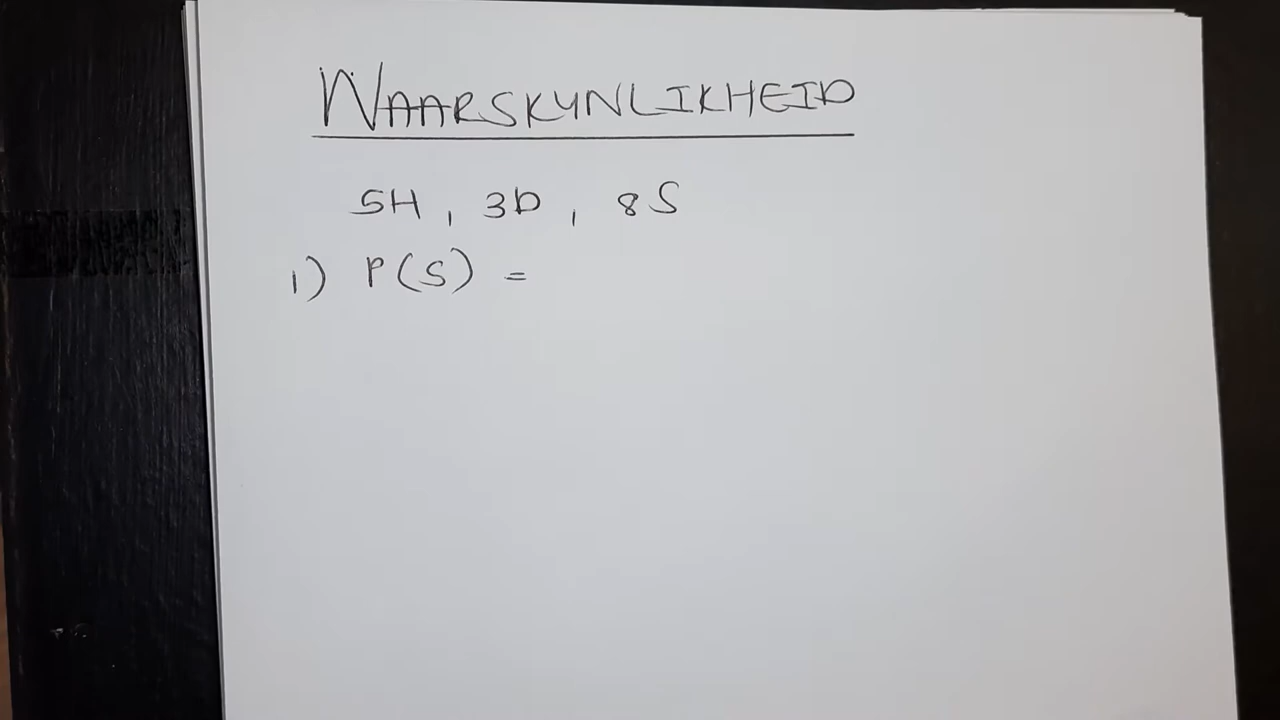 WAARSKYNLIKHEID
5H, 3D, 8S
1) P(S) =